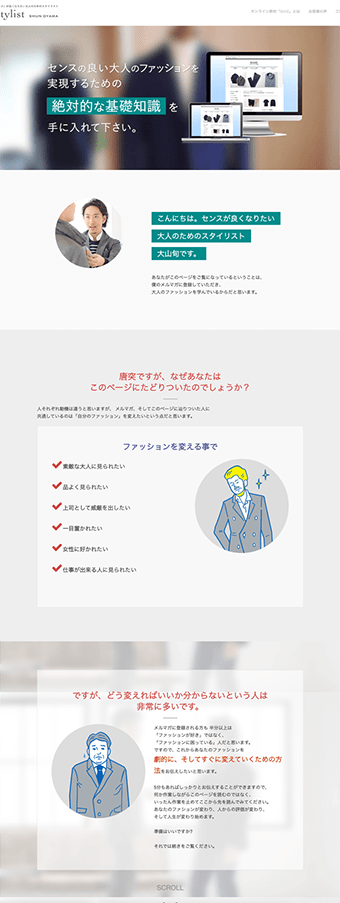 tylist SHUN OYAMA
お客様の声
センスの良い大人のファッションを
実現するための
絶対的な基礎知識 を
手に入れて下さい。
こんにちは。センスが良くなりたい
大人のためのスタイリスト
大山旬です。
あなたがこのページをご覧になっているということは、
僕のメルマガに登録していただき、
大人のファッションを学んでいるからだと思います。
唐突ですが、なぜあなたは
このページにたどりついたのでしょうか？
人それぞれ動機は違うと思いますが、メルマガ、そしてこのページに辿りついた人に
共通しているのは「自分のファッション」を変えたいという点だと思います。
ファッションを変える事で
素敵な大人に見られたい
品よく見られたい
上司として威厳を出したい
一目置かれたい
女性に好かれたい
仕事が出来る人に見られたい
ですが、どう変えればいいか分からないという人は
非常に多いです。
メルマガに登録される方も 半分以上は
「ファッションが好き」ではなく、
「ファッションに困っている」人だと思います。
ですので、これからあなたのファッションを
劇的に、そしてすぐに変えていくための方
法をお伝えしたいと思います。
5分もあればしっかりとお伝えすることができますので、
何か作業しながらこのページを読むのではなく、
いったん作業を止めてここから先を読んでみてください。
あなたのファッションが変わり、人からの評価が変わり、
そして人生が変わり始めます。
準備はいいですか？
それでは続きをご覧ください。
SCROLL